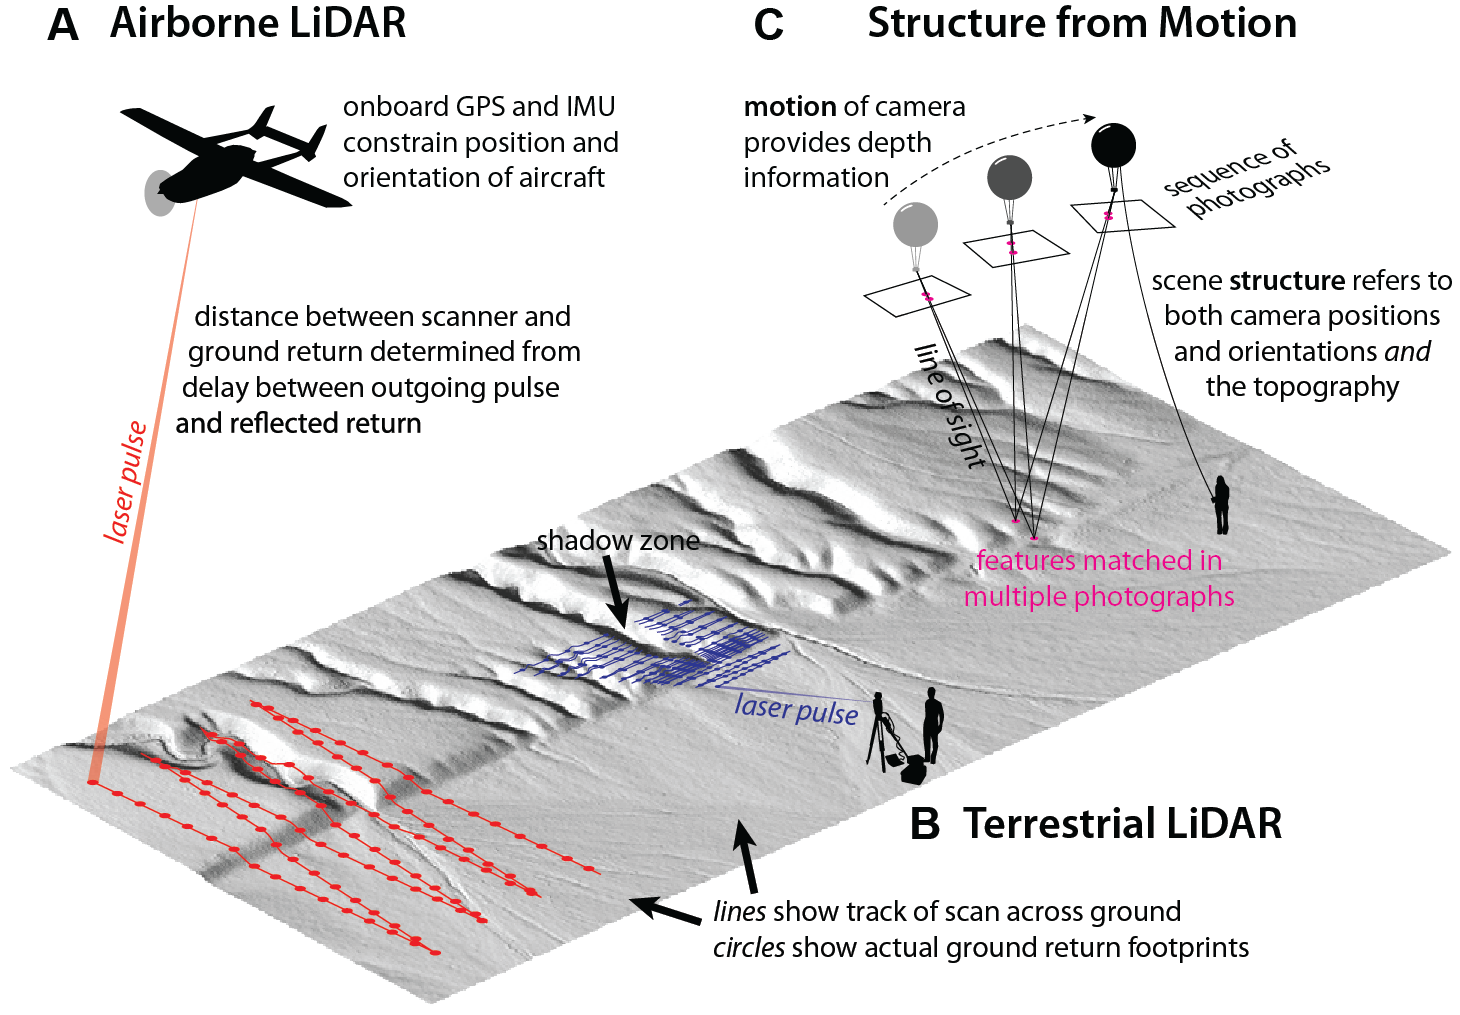 A Airborne LiDAR
onboard GPS and IMU
constrain position and
orientation of aircraft
distance between scanner and
ground return determined from
delay between outgoing pulse
and reflected return
laser pulse
C Structure from Motion
motion of camera
provides depth
information
sequence of
photographs
scene structure refers to
both camera positions
and orientations and
the topography
line of sight
features matched in
multiple photographs
shadow zone
laser pulse
B Terrestrial LiDAR
lines show track of scan across ground
circles show actual ground return footprints